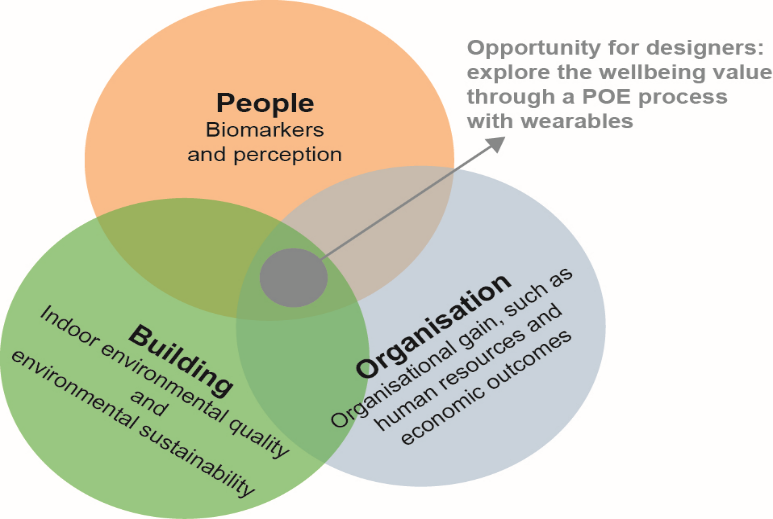 Opportunity for designers:
explore the wellbeing value
through a POE process
with wearables
People
Biomarkers
and perception
Building
Indoor environmental quality
and
environmental sustainability
Organisation
Organisational gain, such as
human resources and
economic outcomes